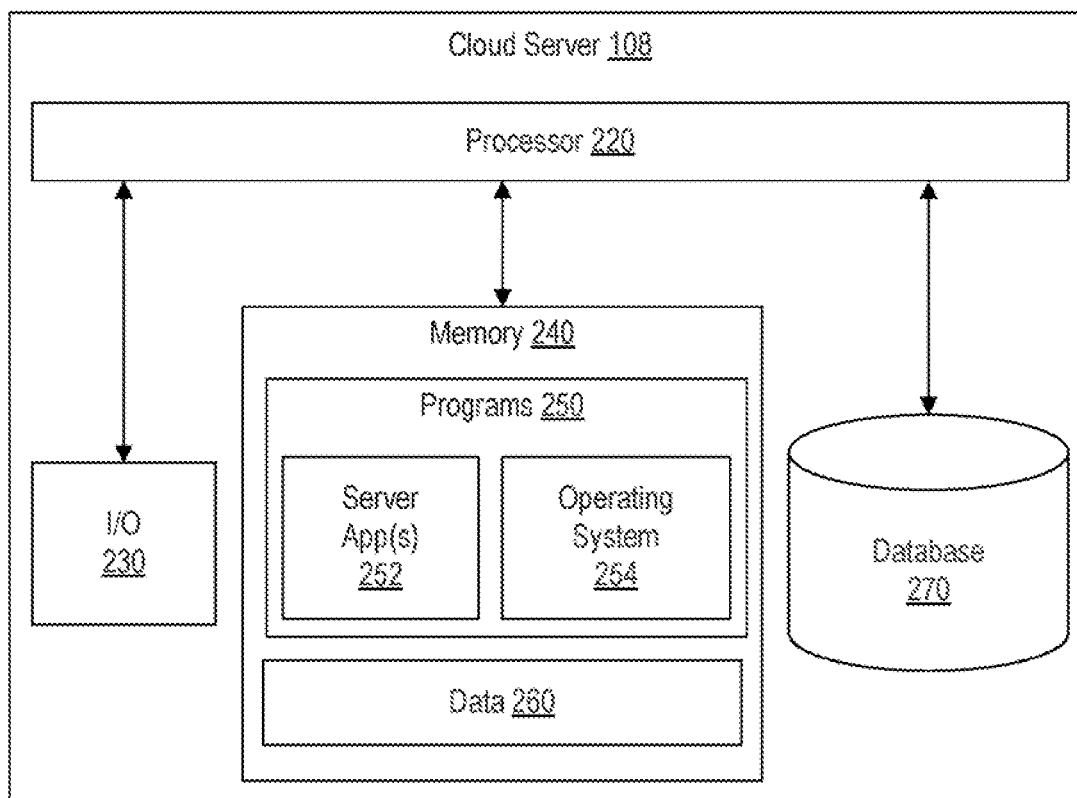 Cloud Server 108
Processor 220
Memory 240
Programs 250
Server
App(s)
252
Operating
System
254
I/O
230
Database
270
Data 260